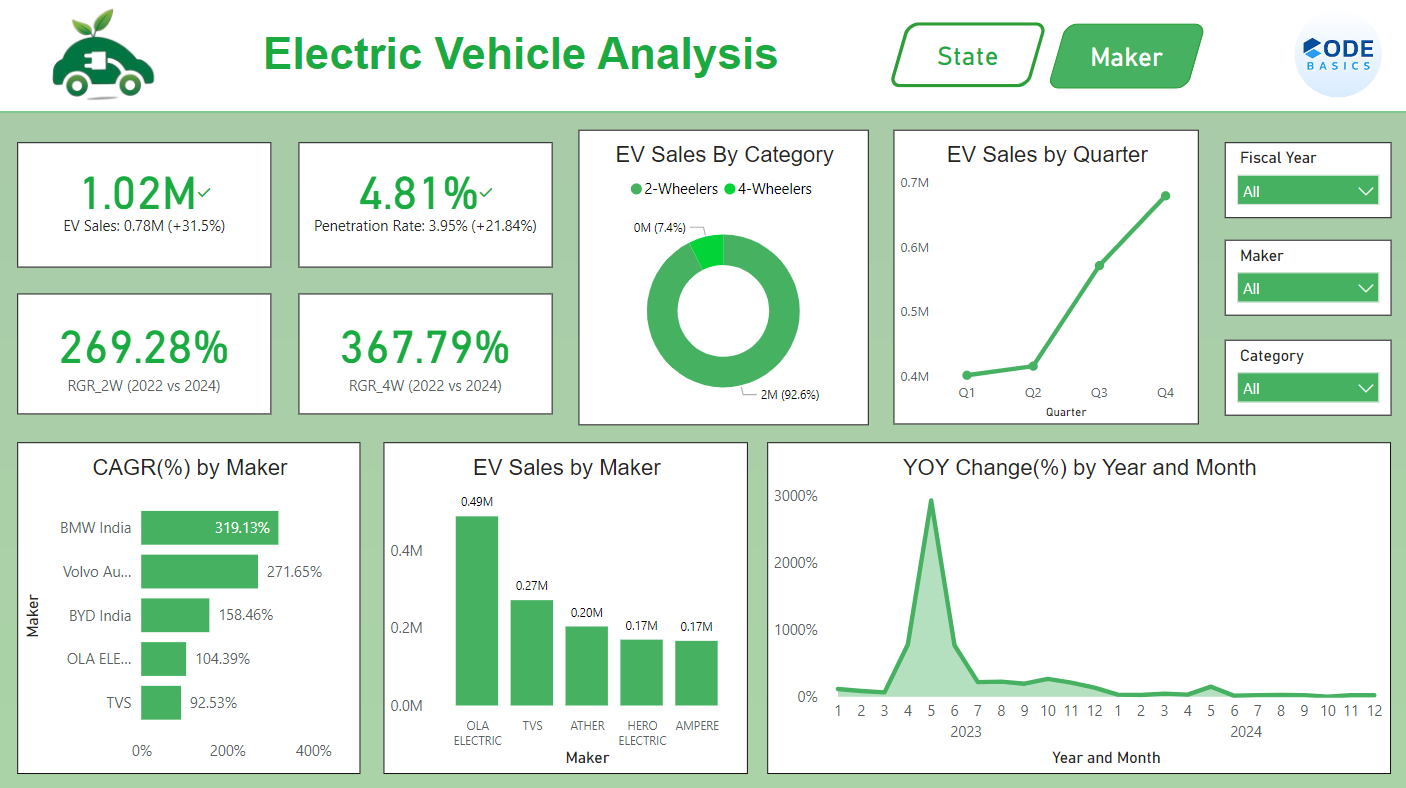 Electric Vehicle Analysis
State
Maker
CODE
BASICS
1.02M
EV Sales: 0.78M (+31.5%)
4.81%
Penetration Rate: 3.95% (+21.84%)
269.28%
RGR_2W (2022 vs 2024)
367.79%
RGR_4W (2022 vs 2024)
EV Sales By Category
2-Wheelers 4-Wheelers
0M (7.4%)
2M (92.6%)
EV Sales by Quarter
0.7M
0.6M
0.5M
0.4M
Q1 Q2 Q3 Q4
Quarter
Fiscal Year
All
Maker
All
Category
All
CAGR(%) by Maker
Maker
BMW India 319.13%
Volvo Au... 271.65%
BYD India 158.46%
OLA ELE... 104.39%
TVS 92.53%
0% 200% 400%
EV Sales by Maker
0.4M
0.2M
0.0M
0.49M
0.27M
0.20M
0.17M
0.17M
OLA ELECTRIC
TVS
ATHER
HERO ELECTRIC
AMPERE
Maker
YOY Change(%) by Year and Month
3000%
2000%
1000%
0%
1 2 3 4 5 6 7 8 9 10 11 12 1 2 3 4 5 6 7 8 9 10 11 12
2023 2024
Year and Month